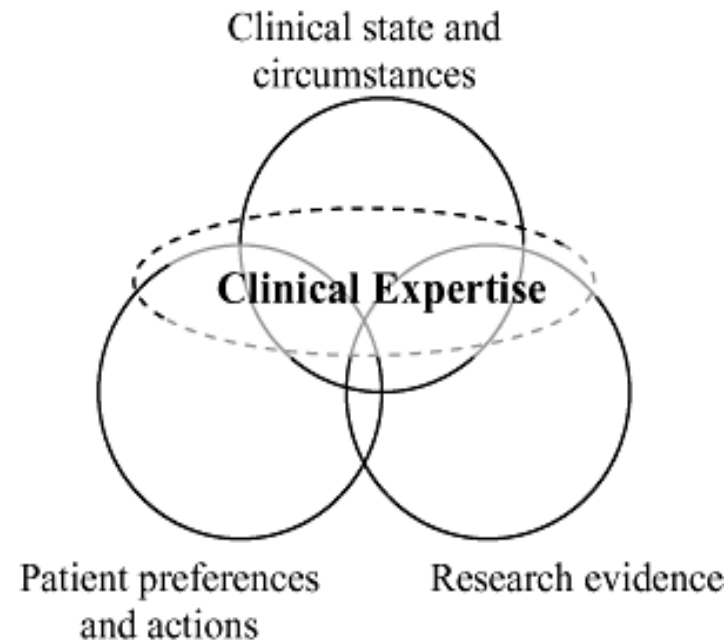 Clinical state and
circumstances
Clinical Expertise
Patient preferences
and actions
Research evidence